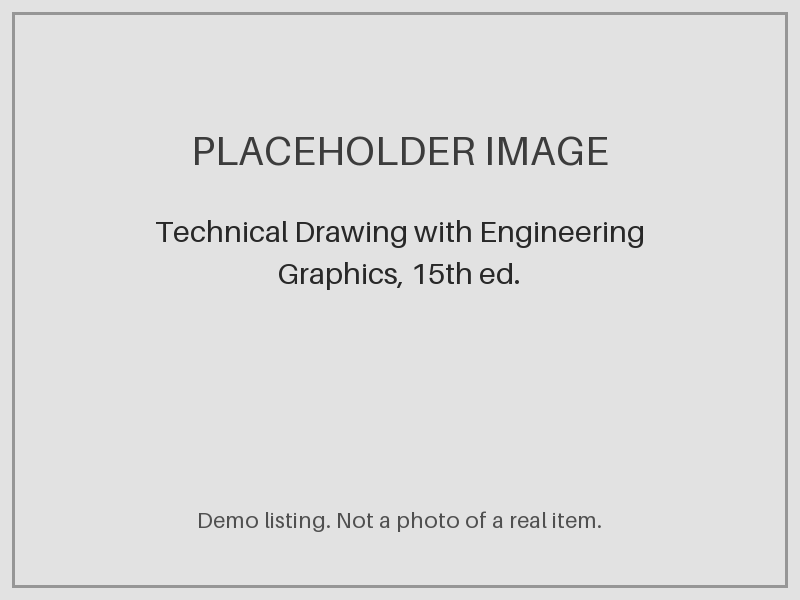 PLACEHOLDER IMAGE
Technical Drawing with Engineering
Graphics, 15th ed.
Demo listing. Not a photo of a real item.